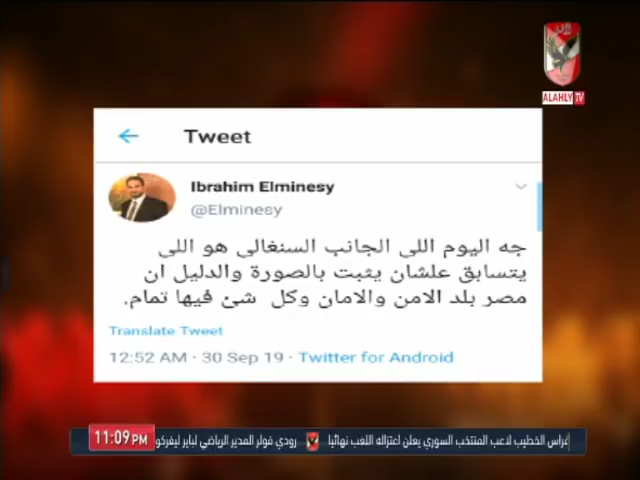 ALAHLY TV
Tweet
Ibrahim Elminesy
@Elminesy
جه اليوم اللى الجانب السنغالى هو اللى
يتسابق علشان يثبت بالصورة والدليل ان
مصر بلد الامن والامان وكل شئ فيها تمام.
Translate Tweet
12:52 AM · 30 Sep 19 · Twitter for Android
11:09 PM
فراس الخطيب لاعب المنتخب السوري يعلن اعتزاله اللعب نهائيا رودي فولر المدير الرياضي لباير ليفركو